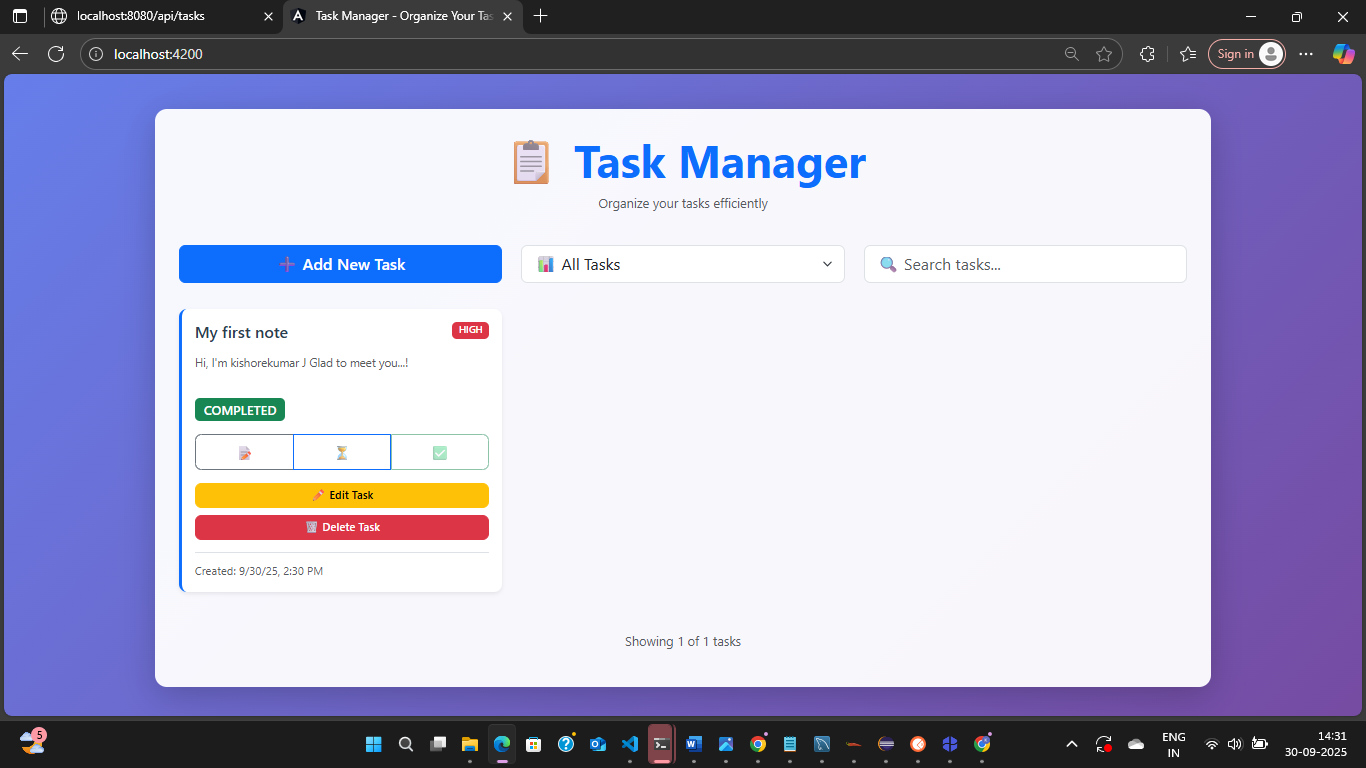 localhost:8080/api/tasks
Task Manager - Organize Your Tas
localhost:4200
Sign in
Task Manager
Organize your tasks efficiently
Add New Task
All Tasks
Search tasks...
My first note
HIGH
Hi, I'm kishorekumar J Glad to meet you...!
COMPLETED
Edit Task
Delete Task
Created: 9/30/25, 2:30 PM
Showing 1 of 1 tasks
5
ENG
IN
14:31
30-09-2025